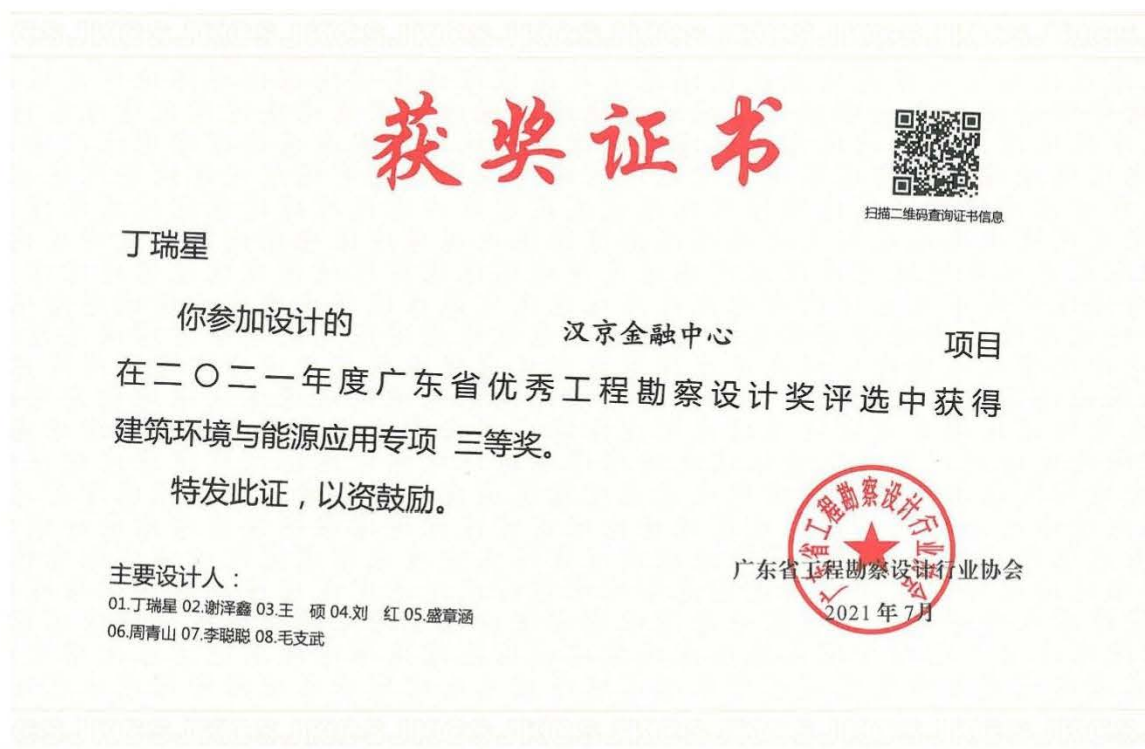 获奖证书
扫描二维码查询证书信息
丁瑞星
你参加设计的 汉京金融中心 项目
在二〇二一年度广东省优秀工程勘察设计奖评选中获得
建筑环境与能源应用专项 三等奖。
特发此证，以资鼓励。
广东省工程勘察设计行业协会
主要设计人：
01.丁瑞星 02.谢泽鑫 03.王 硕 04.刘 红 05.盛章涵
06.周青山 07.李聪聪 08.毛支武
广东省工程勘察设计行业协会
2021年7月